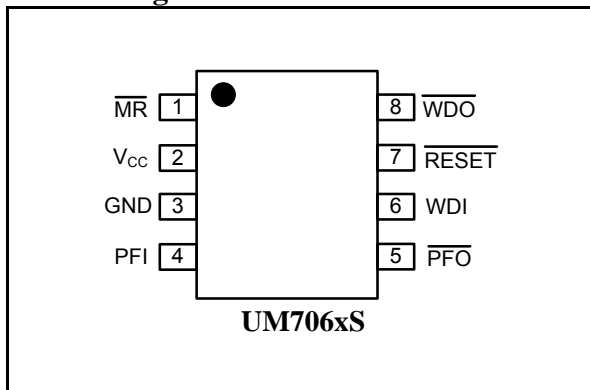 MR 1 8 WDO
VCC 2 7 RESET
GND 3 6 WDI
PFI 4 5 PFO
UM706xS